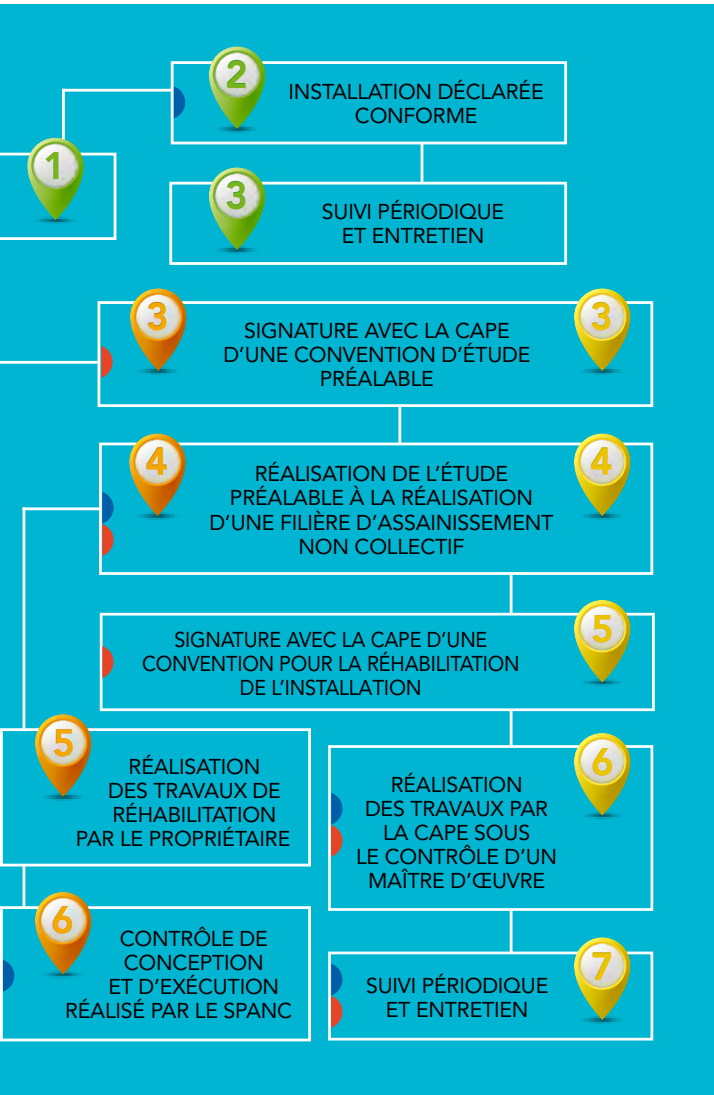 2
INSTALLATION DÉCLARÉE
CONFORME
1
3
SUIVI PÉRIODIQUE
ET ENTRETIEN
3
SIGNATURE AVEC LA CAPE
D'UNE CONVENTION D'ÉTUDE
PRÉALABLE
3
4
RÉALISATION DE L'ÉTUDE
PRÉALABLE À LA RÉALISATION
D'UNE FILIÈRE D'ASSAINISSEMENT
NON COLLECTIF
4
SIGNATURE AVEC LA CAPE D'UNE
CONVENTION POUR LA RÉHABILITATION
DE L'INSTALLATION
5
5
RÉALISATION
DES TRAVAUX DE
RÉHABILITATION
PAR LE PROPRIÉTAIRE
6
RÉALISATION
DES TRAVAUX PAR
LA CAPE SOUS
LE CONTRÔLE D'UN
MAÎTRE D'ŒUVRE
6
CONTRÔLE DE
CONCEPTION
ET D'EXÉCUTION
RÉALISÉ PAR LE SPANC
7
SUIVI PÉRIODIQUE
ET ENTRETIEN